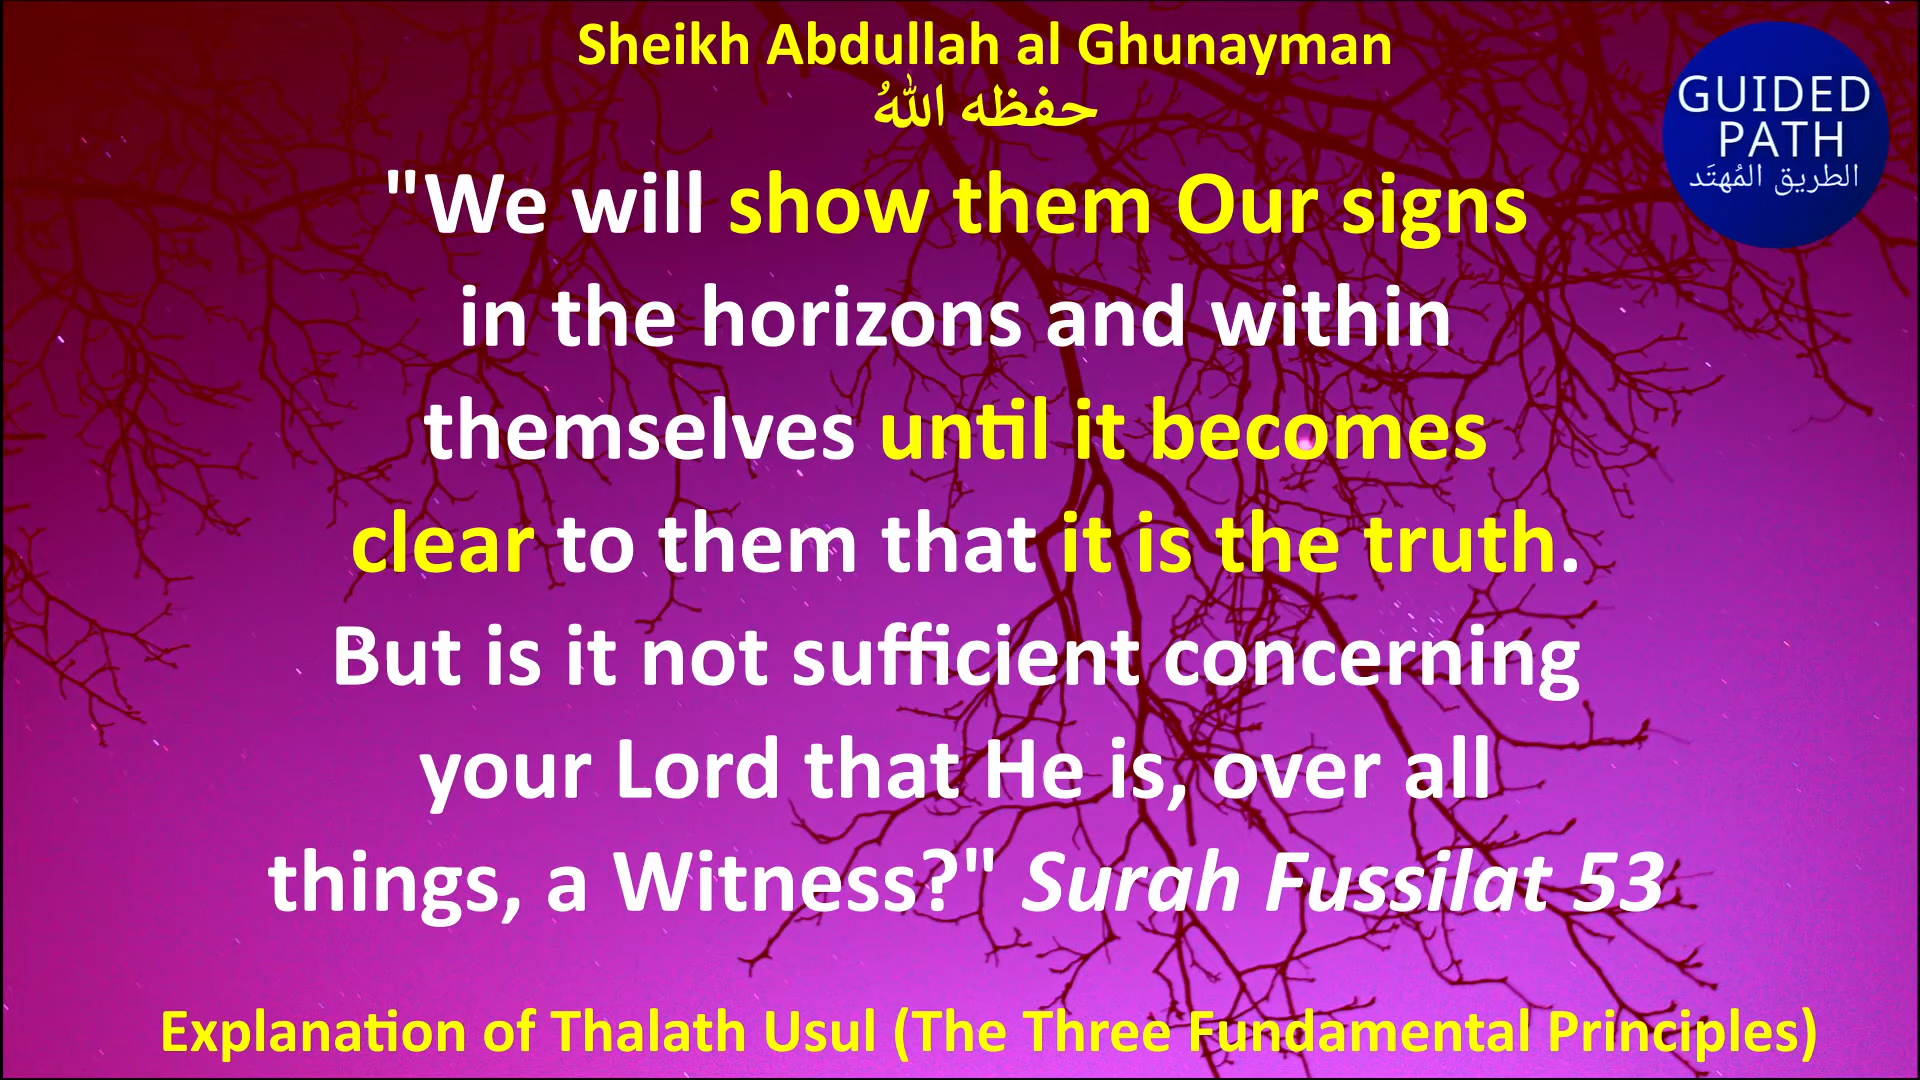 Sheikh Abdullah al Ghunayman
حفظه اللهُ
GUIDED
PATH
الطريق المُهتَد
"We will show them Our signs
in the horizons and within
themselves until it becomes
clear to them that it is the truth.
But is it not sufficient concerning
your Lord that He is, over all
things, a Witness?" Surah Fussilat 53
Explanation of Thalath Usul (The Three Fundamental Principles)